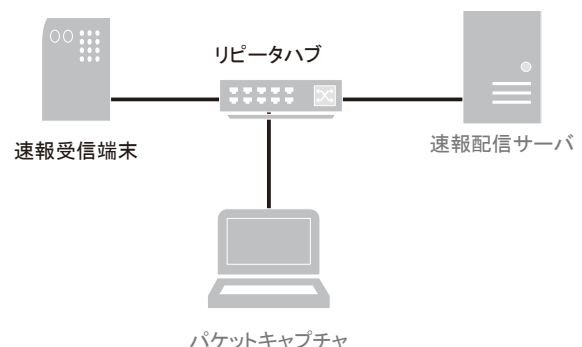 リピータハブ
速報受信端末
速報配信サーバ
パケットキャプチャ